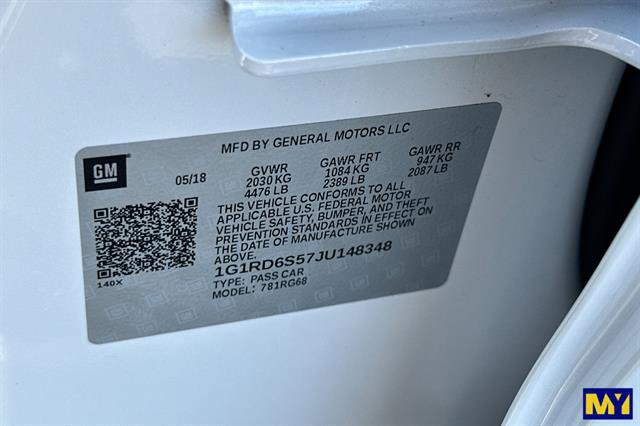 MFD BY GENERAL MOTORS LLC
GM
05/18
GVWR GAWR FRT GAWR RR
2030 KG 1084 KG 947 KG
4476 LB 2389 LB 2087 LB
THIS VEHICLE CONFORMS TO ALL
APPLICABLE U.S. FEDERAL MOTOR
VEHICLE SAFETY, BUMPER, AND THEFT
PREVENTION STANDARDS IN EFFECT ON
THE DATE OF MANUFACTURE SHOWN
ABOVE.
1G1RD6S57JU148348
140X
TYPE: PASS CAR
MODEL: 781RG68
MY